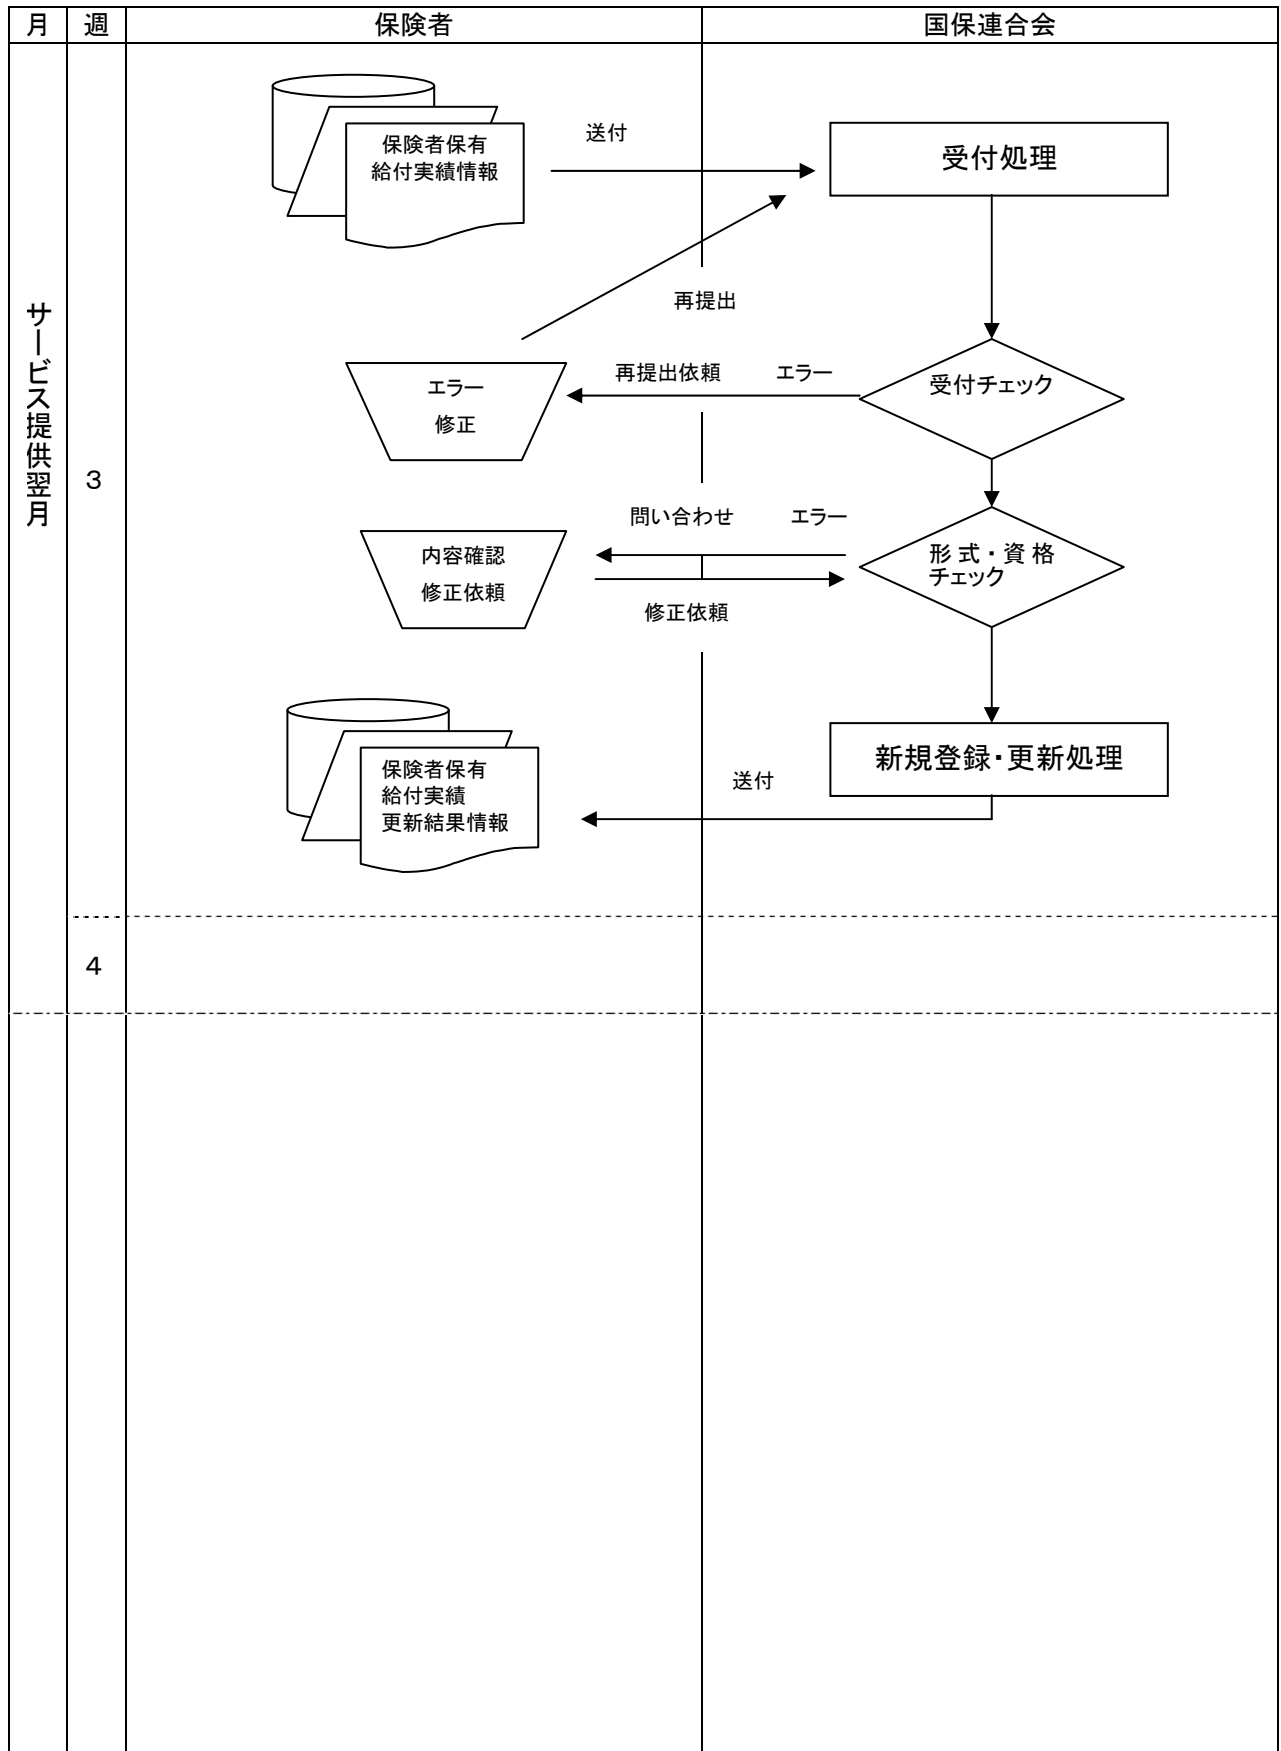 月 週 保険者 国保連合会
保険者保有
給付実績情報
送付
受付処理
再提出
サービス提供翌月
エラー
修正
再提出依頼 エラー
受付チェック
3
問い合わせ エラー
内容確認
修正依頼
形式・資格
チェック
修正依頼
保険者保有
給付実績
更新結果情報
送付
新規登録・更新処理
4